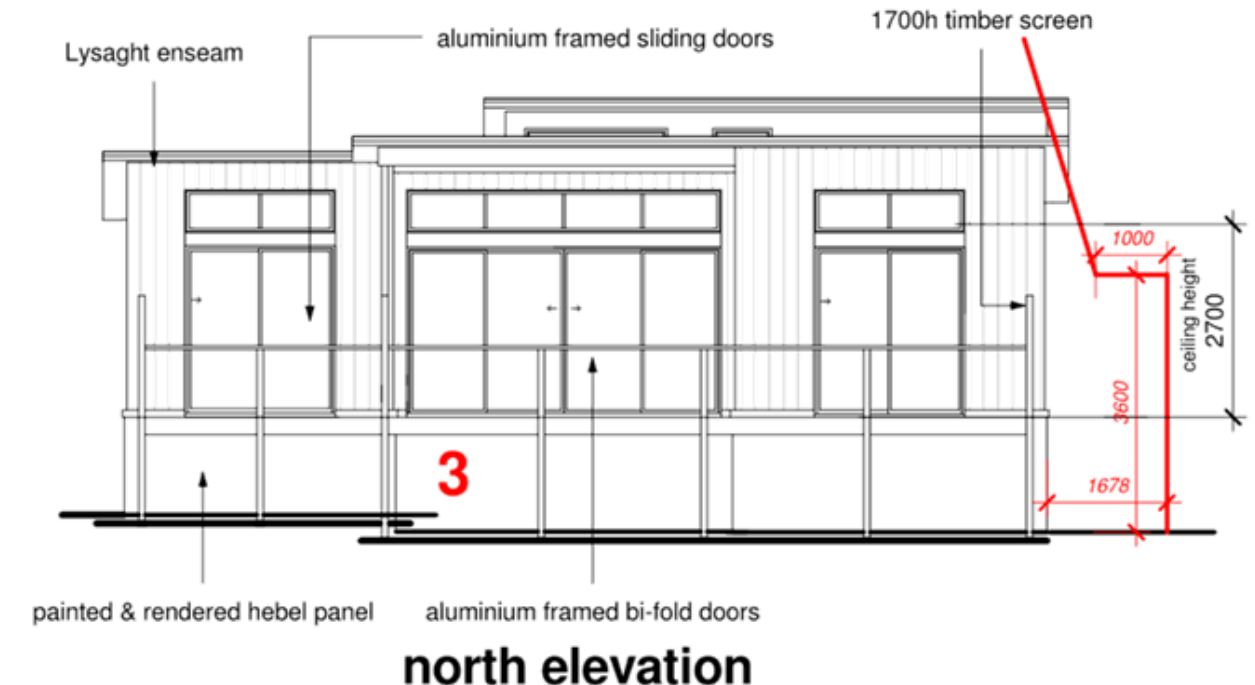 1700h timber screen
Lysaght enseam
aluminium framed sliding doors
1000
ceiling height
2700
3600
3
1678
painted & rendered hebel panel
aluminium framed bi-fold doors
north elevation